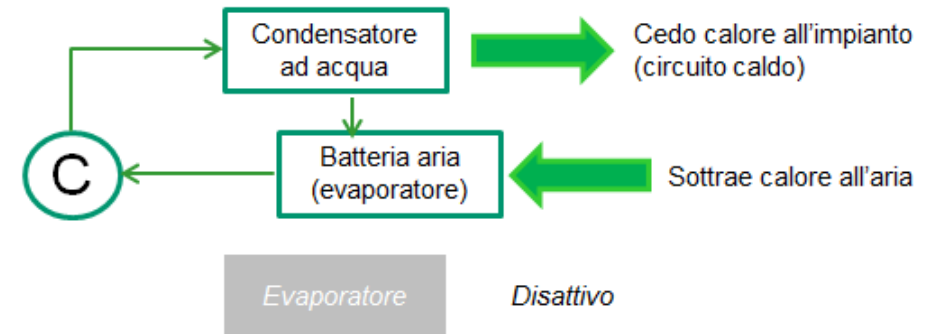 Condensatore
ad acqua
Cedo calore all'impianto
(circuito caldo)
C
Batteria aria
(evaporatore)
Sottrae calore all'aria
Evaporatore
Disattivo